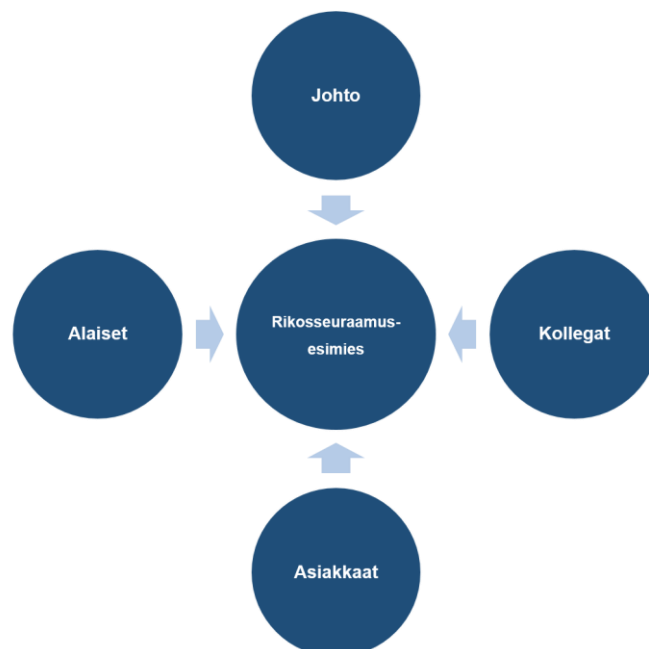 Johto
Alaiset
Rikosseuraamus-
esimies
Kollegat
Asiakkaat